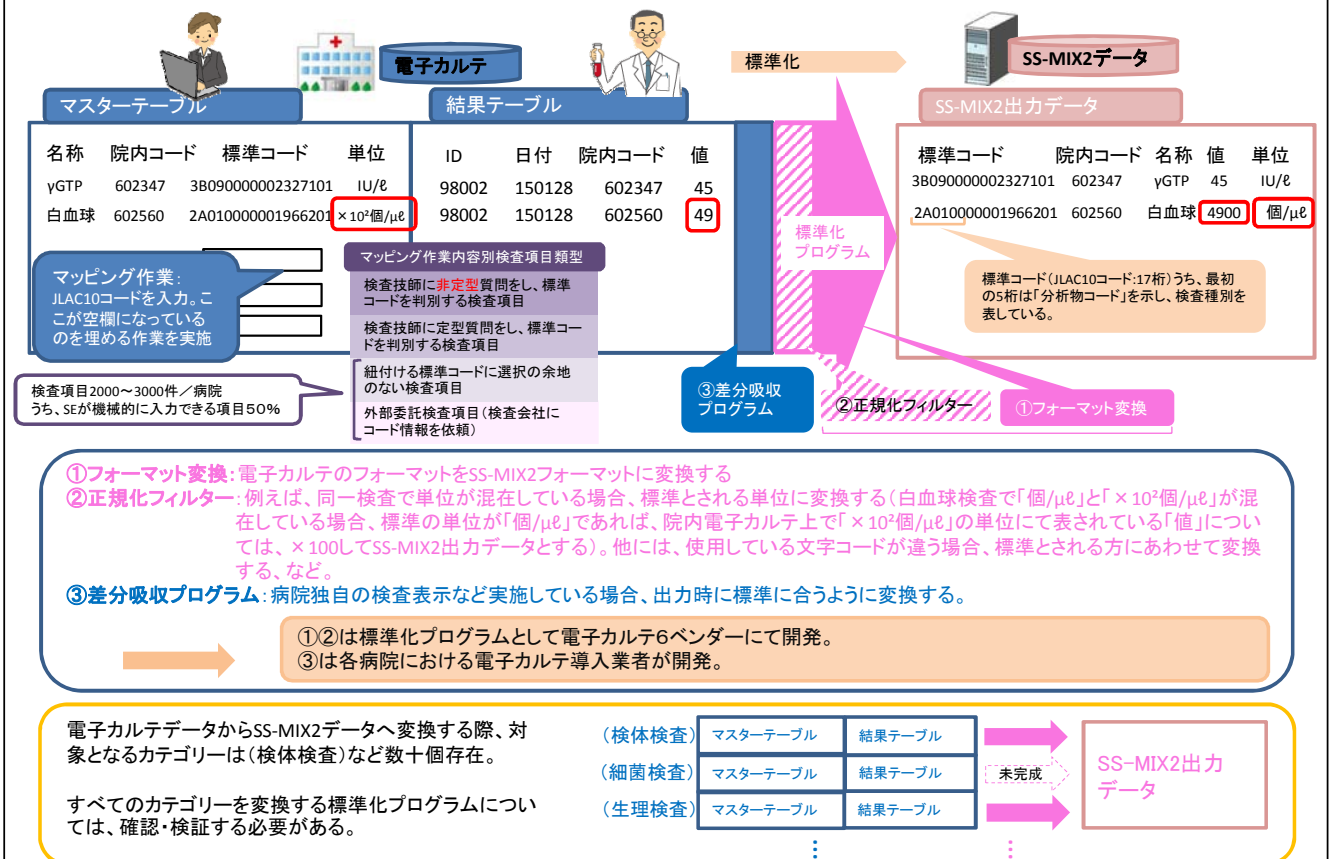 電子カルテ
標準化
SS-MIX2データ
マスターテーブル
結果テーブル
SS-MIX2出力データ
名称 院内コード 標準コード 単位
γGTP 602347 3B090000002327101 IU/ℓ
白血球 602560 2A010000001966201 ×10²個/μℓ
ID 日付 院内コード 値
98002 150128 602347 45
98002 150128 602560 49
標準コード 院内コード 名称 値 単位
3B090000002327101 602347 γGTP 45 IU/ℓ
2A010000001966201 602560 白血球 4900 個/μℓ
標準化
プログラム
マッピング作業:
JLAC10コードを入力。こ
こが空欄になっている
のを埋める作業を実施
マッピング作業内容別検査項目類型
検査技師に非定型質問をし、標準
コードを判別する検査項目
検査技師に定型質問をし、標準コー
ドを判別する検査項目
紐付ける標準コードに選択の余地
のない検査項目
外部委託検査項目(検査会社に
コード情報を依頼)
標準コード(JLAC10コード:17桁)うち、最初
の5桁は「分析物コード」を示し、検査種別を
表している。
検査項目2000～3000件/病院
うち、SEが機械的に入力できる項目50%
③差分吸収
プログラム
②正規化フィルター
①フォーマット変換
①フォーマット変換:電子カルテのフォーマットをSS-MIX2フォーマットに変換する
②正規化フィルター:例えば、同一検査で単位が混在している場合、標準とされる単位に変換する(白血球検査で「個/μℓ」と「×10²個/μℓ」が混
在している場合、標準の単位が「個/μℓ」であれば、院内電子カルテ上で「×10²個/μℓ」の単位にて表されている「値」につい
ては、×100してSS-MIX2出力データとする)。他には、使用している文字コードが違う場合、標準とされる方にあわせて変換
する、など。
③差分吸収プログラム:病院独自の検査表示など実施している場合、出力時に標準に合うように変換する。
①②は標準化プログラムとして電子カルテ6ベンダーにて開発。
③は各病院における電子カルテ導入業者が開発。
電子カルテデータからSS-MIX2データへ変換する際、対
象となるカテゴリーは(検体検査)など数十個存在。
すべてのカテゴリーを変換する標準化プログラムについ
ては、確認・検証する必要がある。
(検体検査) マスターテーブル 結果テーブル
(細菌検査) マスターテーブル 結果テーブル 未完成
(生理検査) マスターテーブル 結果テーブル
SS-MIX2出力
データ
⋮ ⋮